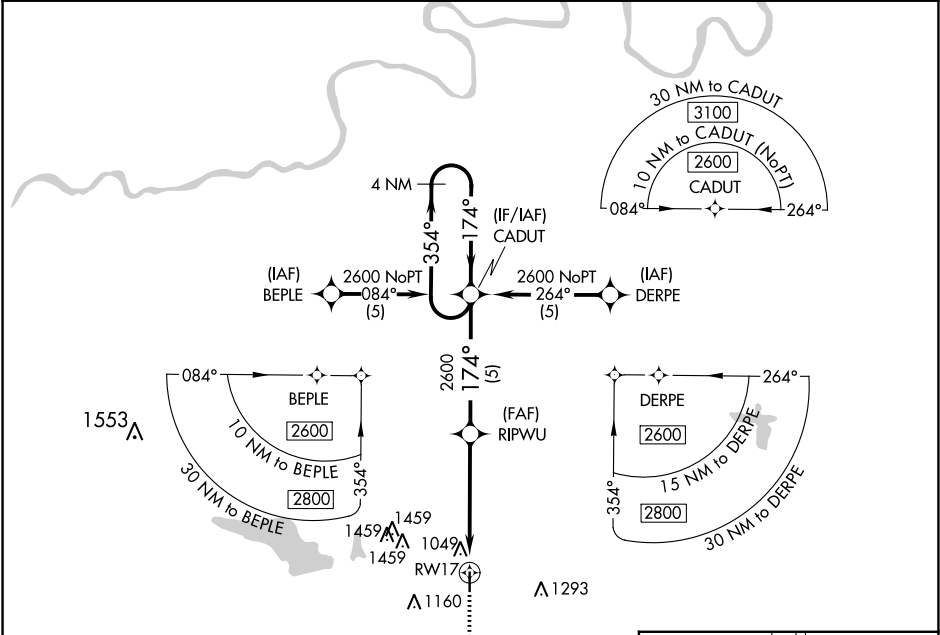 30 NM to CADUT
3100
10 NM to CADUT (NoPT)
2600
CADUT
084°
264°
4 NM
354°
174°
(IF/IAF)
CADUT
(IAF)
BEPLE
2600 NoPT
084°
(5)
2600 NoPT
264°
(5)
(IAF)
DERPE
2600
174°
(5)
(FAF)
RIPWU
084°
BEPLE
2600
10 NM to BEPLE
2800
30 NM to BEPLE
354°
264°
DERPE
2600
15 NM to DERPE
2800
30 NM to DERPE
354°
1553
1459
1459
1459
1049
RW17
1160
1293